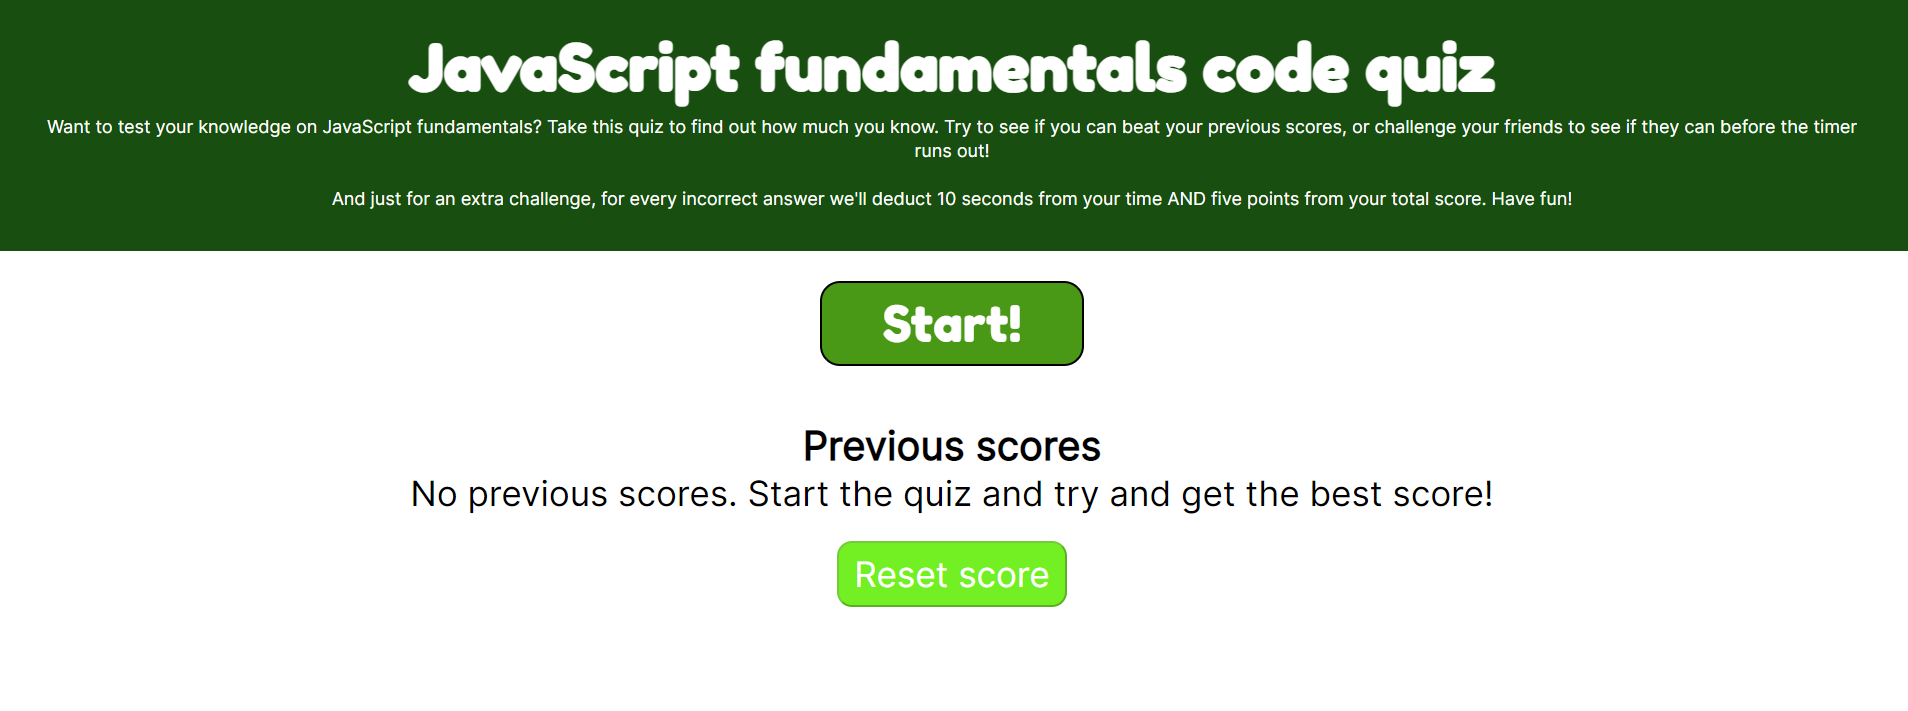 JavaScript fundamentals code quiz
Want to test your knowledge on JavaScript fundamentals? Take this quiz to find out how much you know. Try to see if you can beat your previous scores, or challenge your friends to see if they can before the timer
runs out!
And just for an extra challenge, for every incorrect answer we'll deduct 10 seconds from your time AND five points from your total score. Have fun!
Start!
Previous scores
No previous scores. Start the quiz and try and get the best score!
Reset score